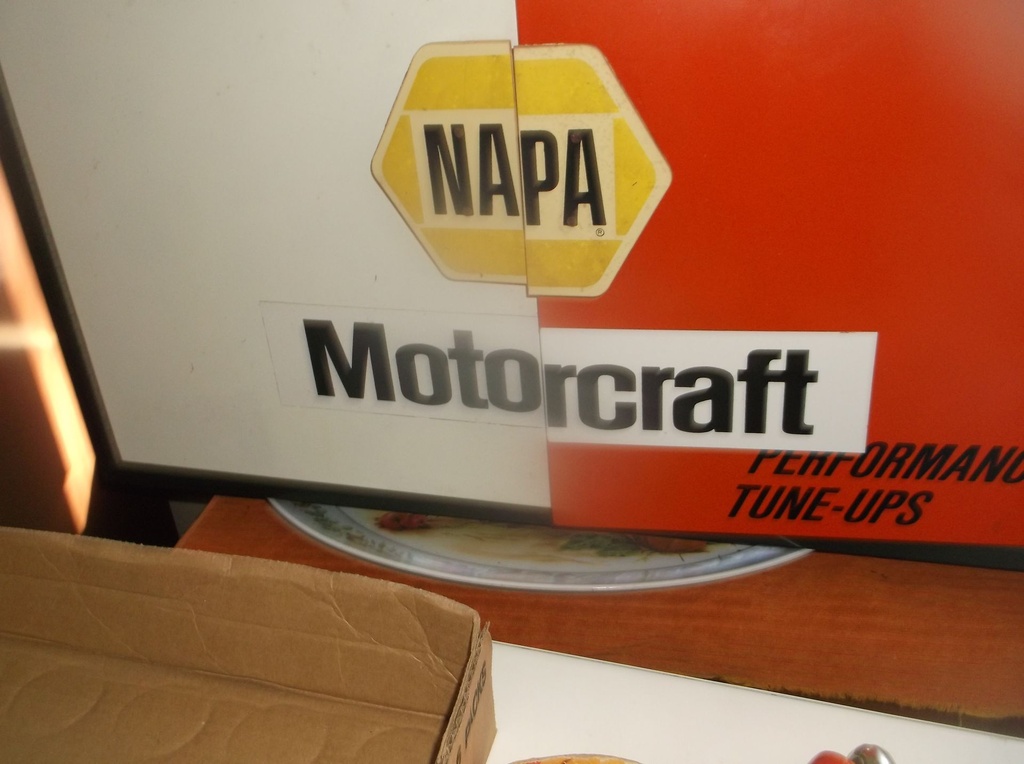 NAPA
®
Motorcraft
PERFORMANC
TUNE-UPS